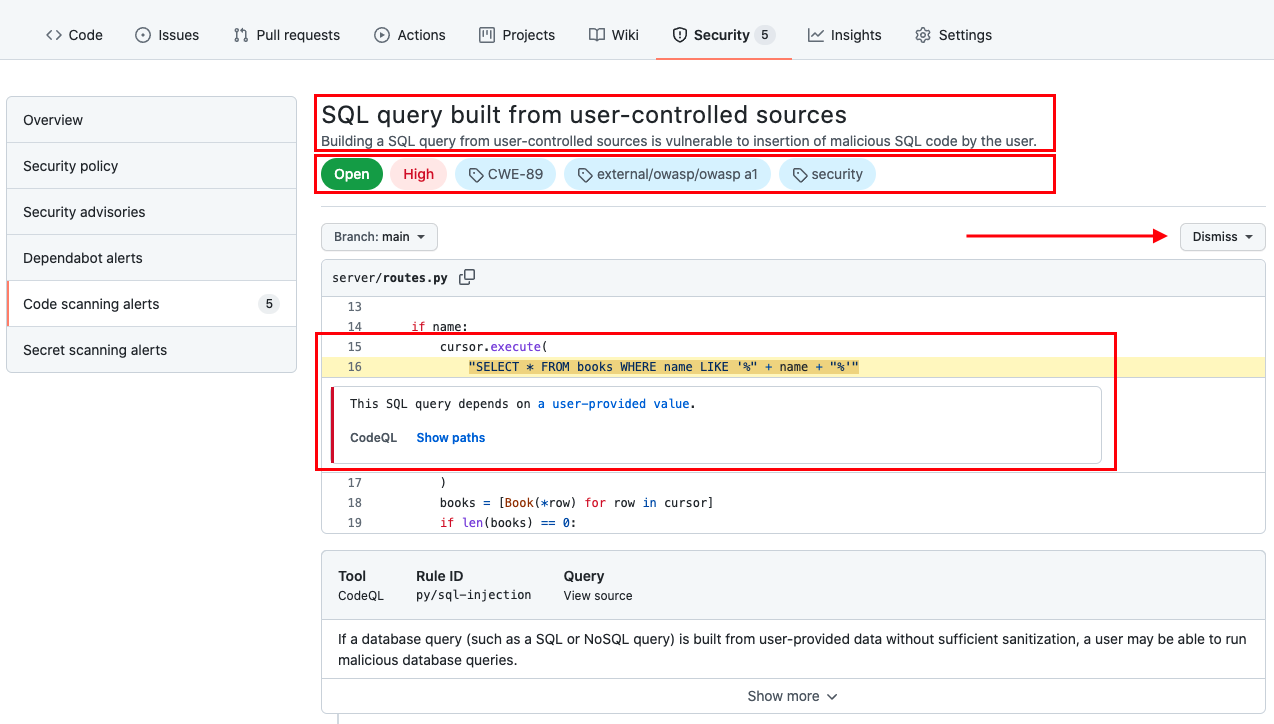 Code Issues Pull requests Actions Projects Wiki Security 5 Insights Settings
Overview
Security policy
Security advisories
Dependabot alerts
Code scanning alerts 5
Secret scanning alerts
SQL query built from user-controlled sources
Building a SQL query from user-controlled sources is vulnerable to insertion of malicious SQL code by the user.
Open High CWE-89 external/owasp/owasp a1 security
Branch: main Dismiss
server/routes.py
13
14 if name:
15 cursor.execute(
16 "SELECT * FROM books WHERE name LIKE '%" + name + "%'"
This SQL query depends on a user-provided value.
CodeQL Show paths
17 )
18 books = [Book(*row) for row in cursor]
19 if len(books) == 0:
Tool Rule ID Query
CodeQL py/sql-injection View source
If a database query (such as a SQL or NoSQL query) is built from user-provided data without sufficient sanitization, a user may be able to run
malicious database queries.
Show more